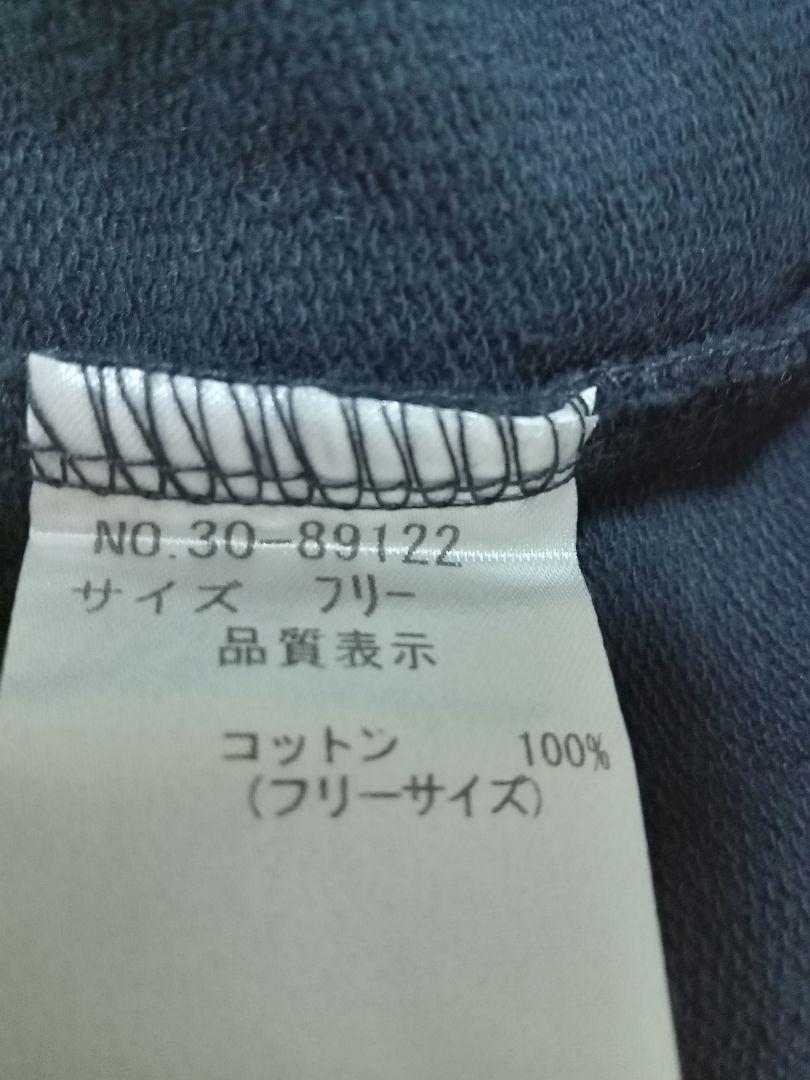 NO.30-89122
サイズ フリー
品質表示
コットン 100%
(フリーサイズ)